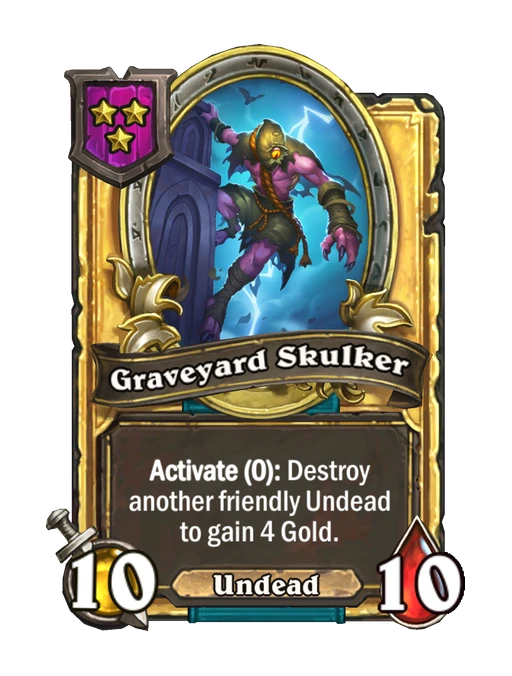 Graveyard Skulker
Activate (0): Destroy
another friendly Undead
to gain 4 Gold.
10
Undead
10